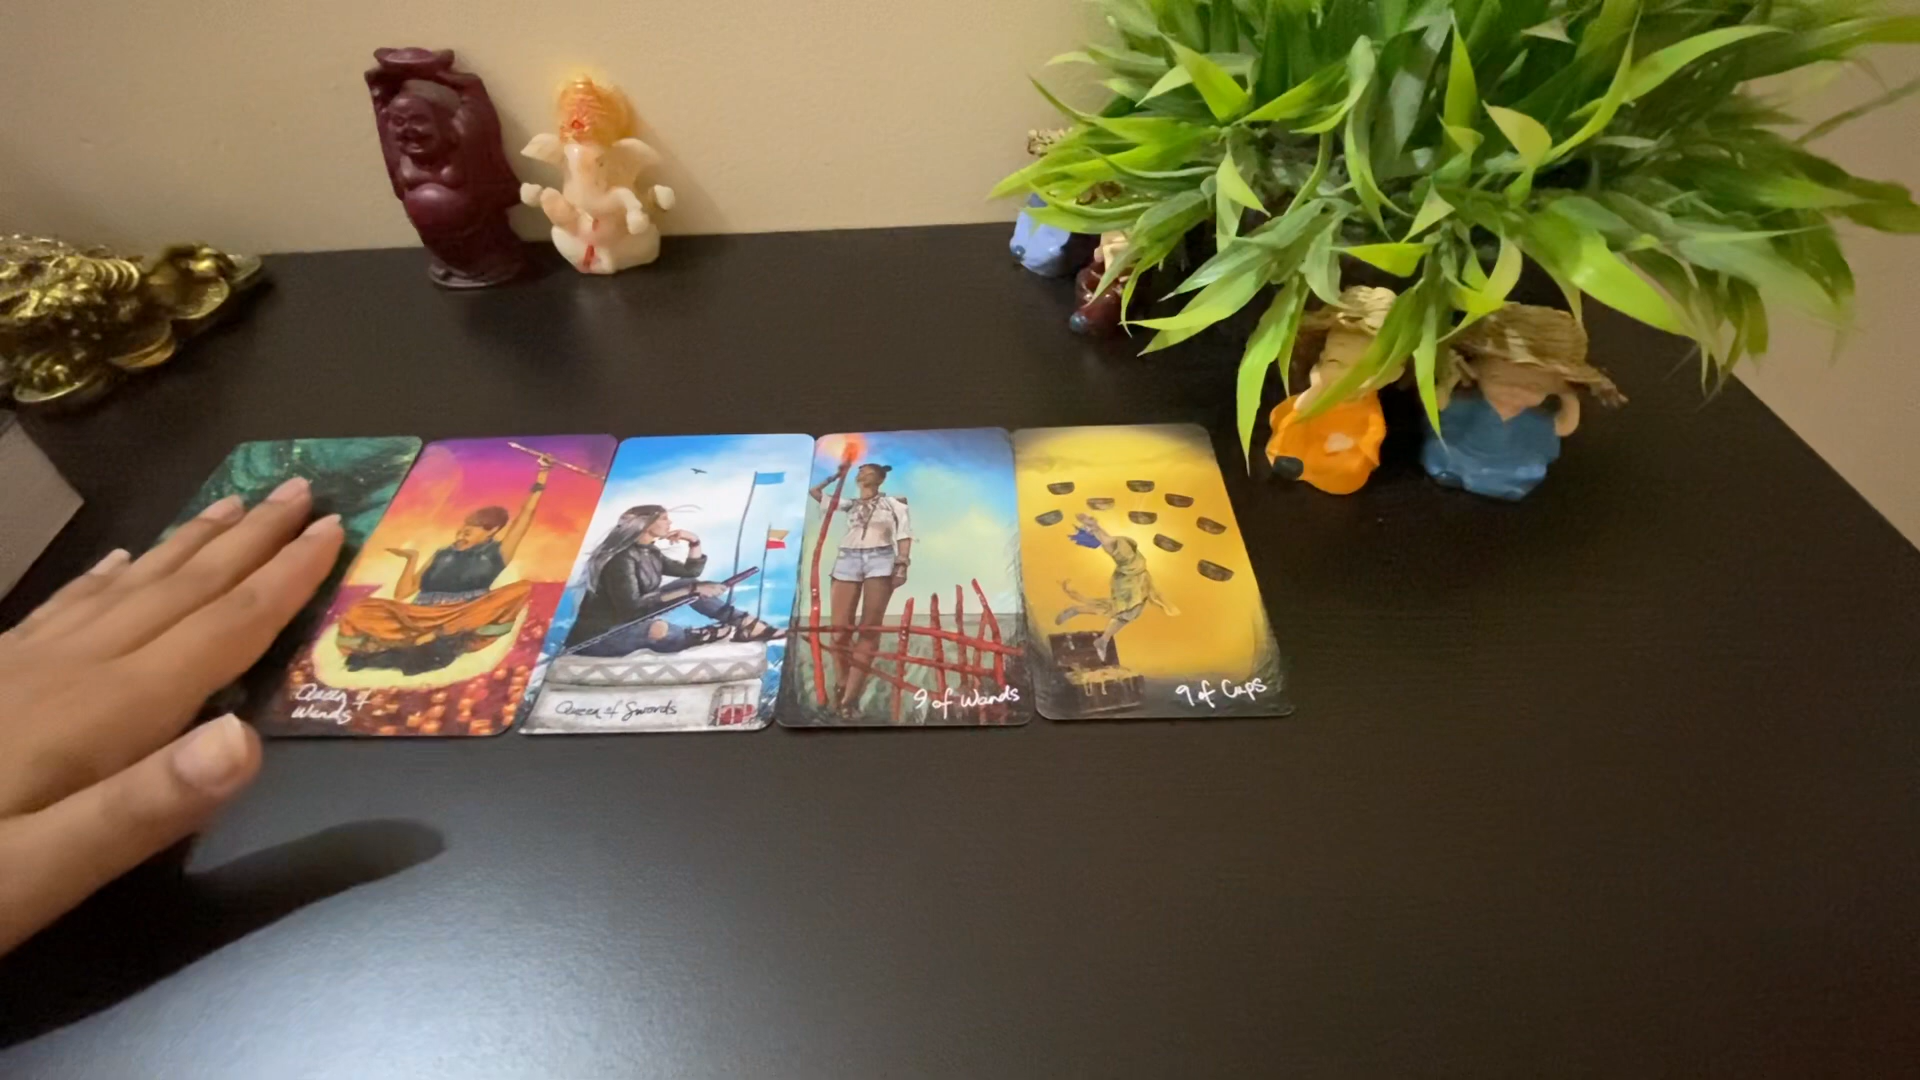 Queen of
Wands
Queen of Swords
9 of Wands
9 of Cups